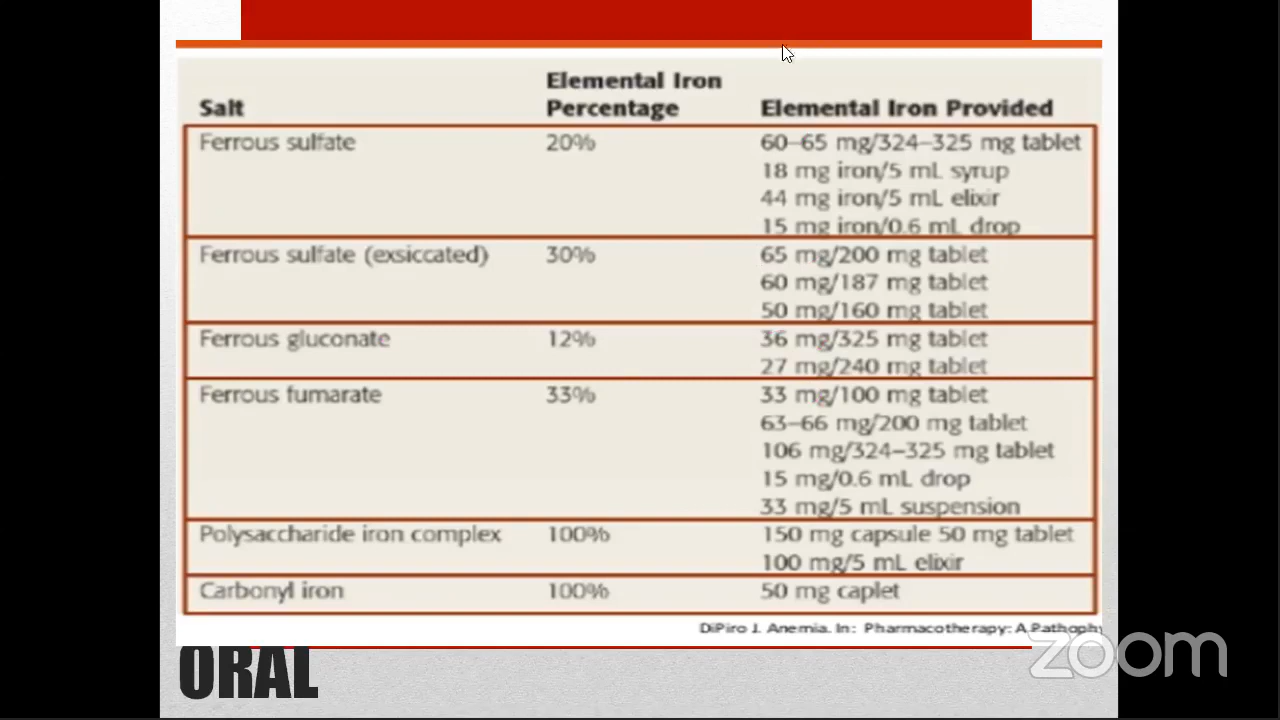 Elemental Iron
Salt Percentage Elemental Iron Provided
Ferrous sulfate 20% 60–65 mg/324–325 mg tablet
18 mg iron/5 mL syrup
44 mg iron/5 mL elixir
15 mg iron/0.6 mL drop
Ferrous sulfate (exsiccated) 30% 65 mg/200 mg tablet
60 mg/187 mg tablet
50 mg/160 mg tablet
Ferrous gluconate 12% 36 mg/325 mg tablet
27 mg/240 mg tablet
Ferrous fumarate 33% 33 mg/100 mg tablet
63–66 mg/200 mg tablet
106 mg/324–325 mg tablet
15 mg/0.6 mL drop
33 mg/5 mL suspension
Polysaccharide iron complex 100% 150 mg capsule 50 mg tablet
100 mg/5 mL elixir
Carbonyl iron 100% 50 mg caplet
DiPiro J. Anemia. In: Pharmacotherapy: A Pathophy
ORAL
zoom